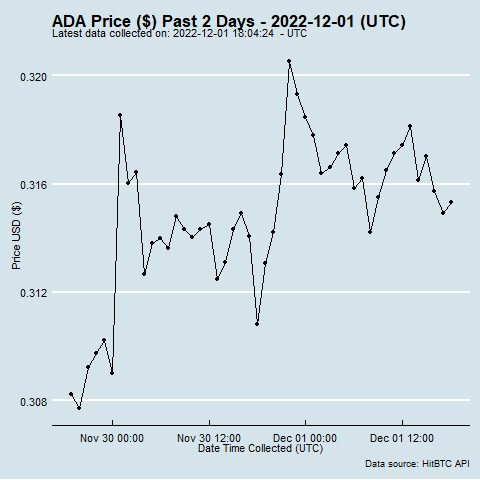 ADA Price ($) Past 2 Days - 2022-12-01 (UTC)
Latest data collected on: 2022-12-01 18:04:24 - UTC
0.320
0.316
0.312
0.308
Price USD ($)
Nov 30 00:00 Nov 30 12:00 Dec 01 00:00 Dec 01 12:00
Date Time Collected (UTC)
Data source: HitBTC API